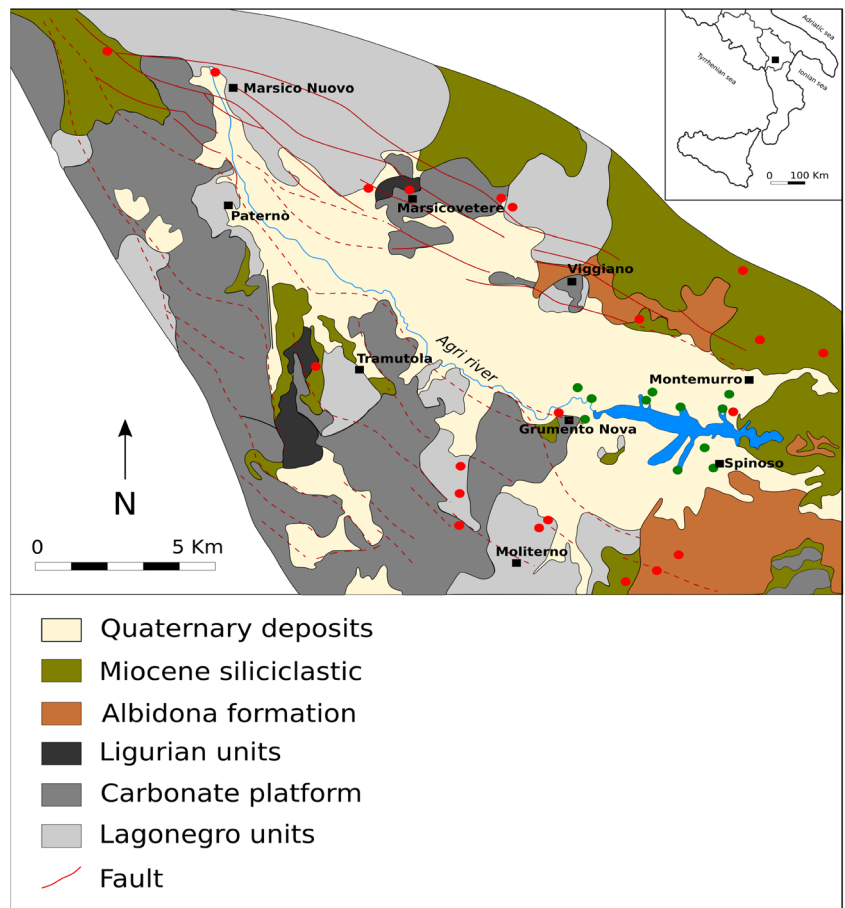 Adriatic sea
Tyrrhenian sea
Ionian sea
0 100 Km
Marsico Nuovo
Paternò
Marsicovetere
Viggiano
Agri river
Tramutola
Montemurro
Grumento Nova
Spinoso
Moliterno
N
0 5 Km
Quaternary deposits
Miocene siliciclastic
Albidona formation
Ligurian units
Carbonate platform
Lagonegro units
Fault